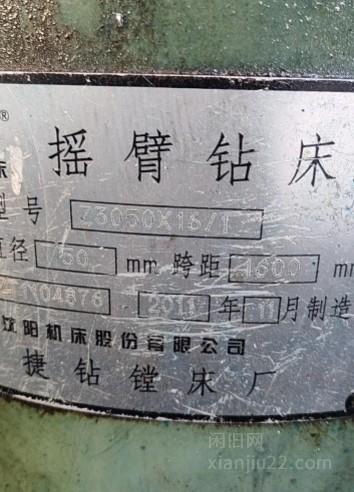 ®
摇臂钻床
型号 Z3050X16/1
直径 50 mm 跨距 1600 mm
年 11 月制造
沈阳机床股份有限公司
捷钻镗床厂
闲旧网
xianjiu22.com